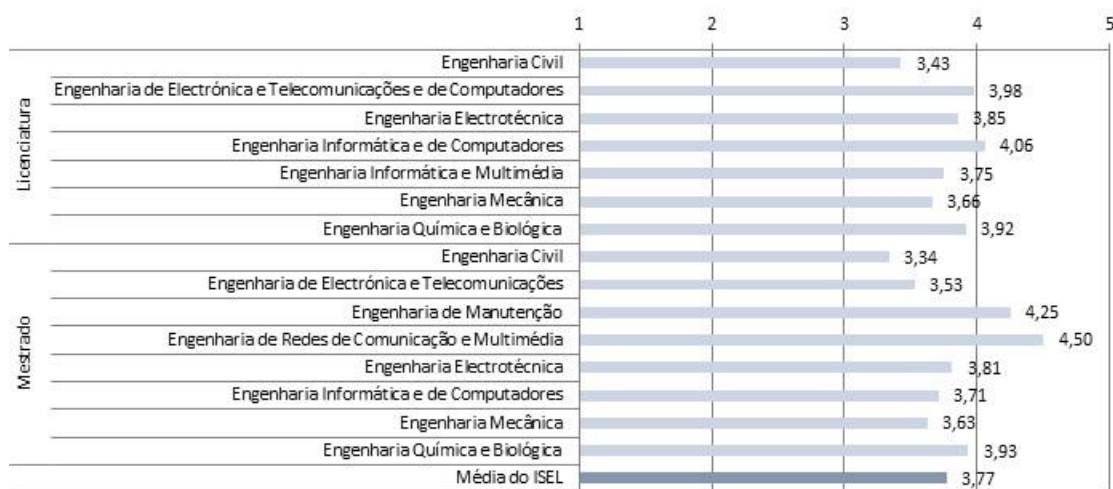 1 2 3 4 5
Licenciatura
Engenharia Civil 3,43
Engenharia de Electrónica e Telecomunicações e de Computadores 3,98
Engenharia Electrotécnica 3,85
Engenharia Informática e de Computadores 4,06
Engenharia Informática e Multimédia 3,75
Engenharia Mecânica 3,66
Engenharia Química e Biológica 3,92
Mestrado
Engenharia Civil 3,34
Engenharia de Electrónica e Telecomunicações 3,53
Engenharia de Manutenção 4,25
Engenharia de Redes de Comunicação e Multimédia 4,50
Engenharia Electrotécnica 3,81
Engenharia Informática e de Computadores 3,71
Engenharia Mecânica 3,63
Engenharia Química e Biológica 3,93
Média do ISEL 3,77